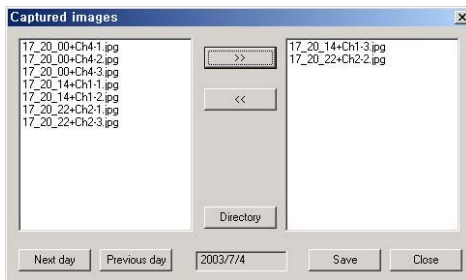 Captured images
17_20_00+Ch4-1.jpg
17_20_00+Ch4-2.jpg
17_20_00+Ch4-3.jpg
17_20_14+Ch1-1.jpg
17_20_14+Ch1-2.jpg
17_20_22+Ch2-1.jpg
17_20_22+Ch2-3.jpg
>>
<<
Directory
17_20_14+Ch1-3.jpg
17_20_22+Ch2-2.jpg
Next day
Previous day
2003/7/4
Save
Close